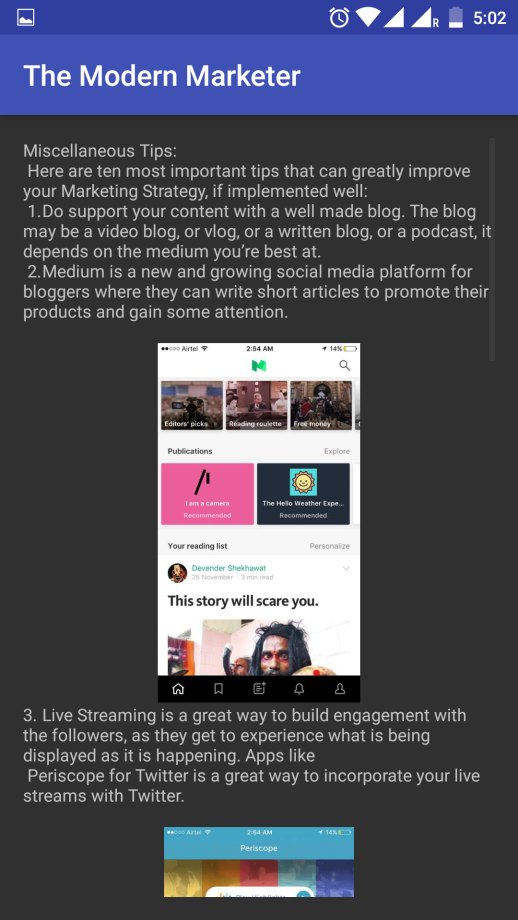 R 5:02
The Modern Marketer
Miscellaneous Tips:
Here are ten most important tips that can greatly improve
your Marketing Strategy, if implemented well:
1.Do support your content with a well made blog. The blog
may be a video blog, or vlog, or a written blog, or a podcast, it
depends on the medium you’re best at.
2.Medium is a new and growing social media platform for
bloggers where they can write short articles to promote their
products and gain some attention.
Airtel 2:54 AM 14%
Editors' picks Reading roulette Free money
Publications Explore
I am a camera The Hello Weather Expe...
Recommended Recommended
Your reading list Personalize
Devender Shekhawat
25 November · 3 min read
This story will scare you.
3. Live Streaming is a great way to build engagement with
the followers, as they get to experience what is being
displayed as it is happening. Apps like
Periscope for Twitter is a great way to incorporate your live
streams with Twitter.
Airtel 2:54 AM 14%
Periscope